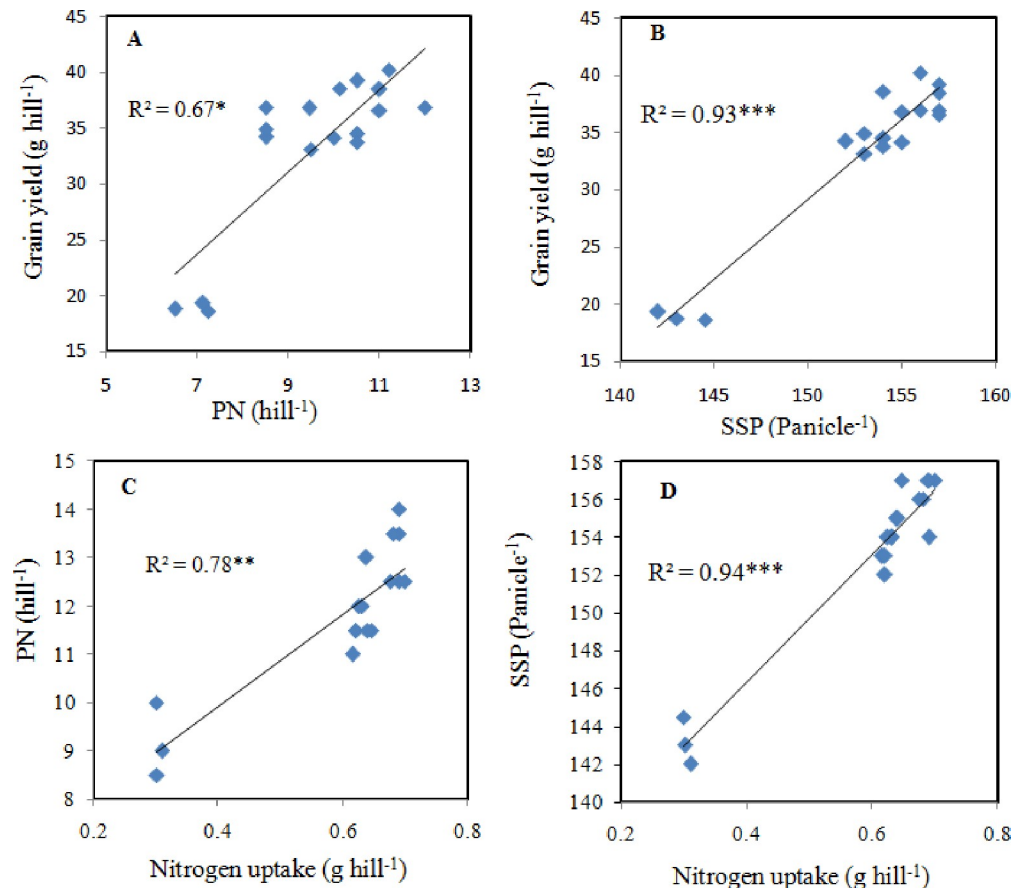 A
R² = 0.67*
Grain yield (g hill⁻¹)
45
40
35
30
25
20
15
5 7 9 11 13
PN (hill⁻¹)
B
R² = 0.93***
Grain yield (g hill⁻¹)
45
40
35
30
25
20
15
140 145 150 155 160
SSP (Panicle⁻¹)
C
R² = 0.78**
PN (hill⁻¹)
15
14
13
12
11
10
9
8
0.2 0.4 0.6 0.8
Nitrogen uptake (g hill⁻¹)
D
R² = 0.94***
SSP (Panicle⁻¹)
158
156
154
152
150
148
146
144
142
140
0.2 0.4 0.6 0.8
Nitrogen uptake (g hill⁻¹)